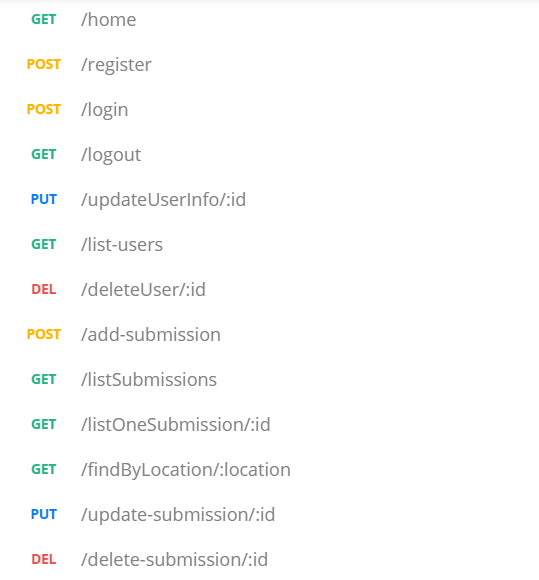 GET /home
POST /register
POST /login
GET /logout
PUT /updateUserInfo/:id
GET /list-users
DEL /deleteUser/:id
POST /add-submission
GET /listSubmissions
GET /listOneSubmission/:id
GET /findByLocation/:location
PUT /update-submission/:id
DEL /delete-submission/:id